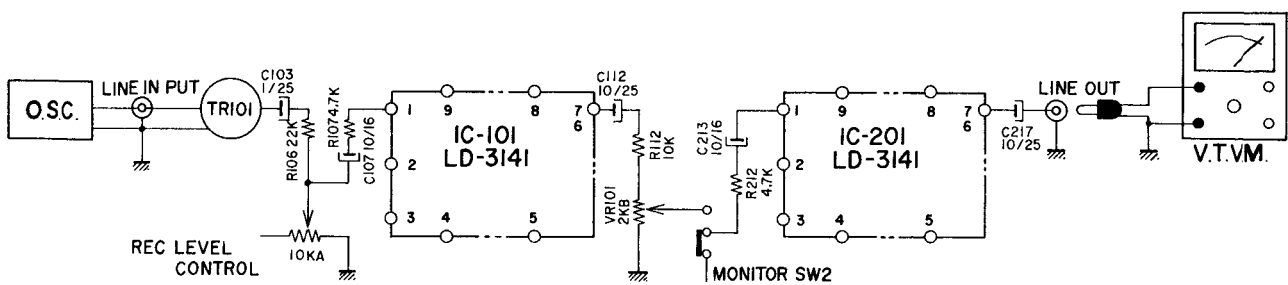 O.S.C.
LINE IN PUT
TR101
C103
1/25
R106 22K
R107 4.7K
C107 10/16
REC LEVEL
CONTROL
10KA
1
2
3
4
5
6
7
8
9
IC-101
LD-3141
C112
10/25
R112
10K
VR101
2KB
MONITOR SW2
C213
10/16
R212
4.7K
1
2
3
4
5
6
7
8
9
IC-201
LD-3141
C217
10/25
LINE OUT
V.T.V.M.